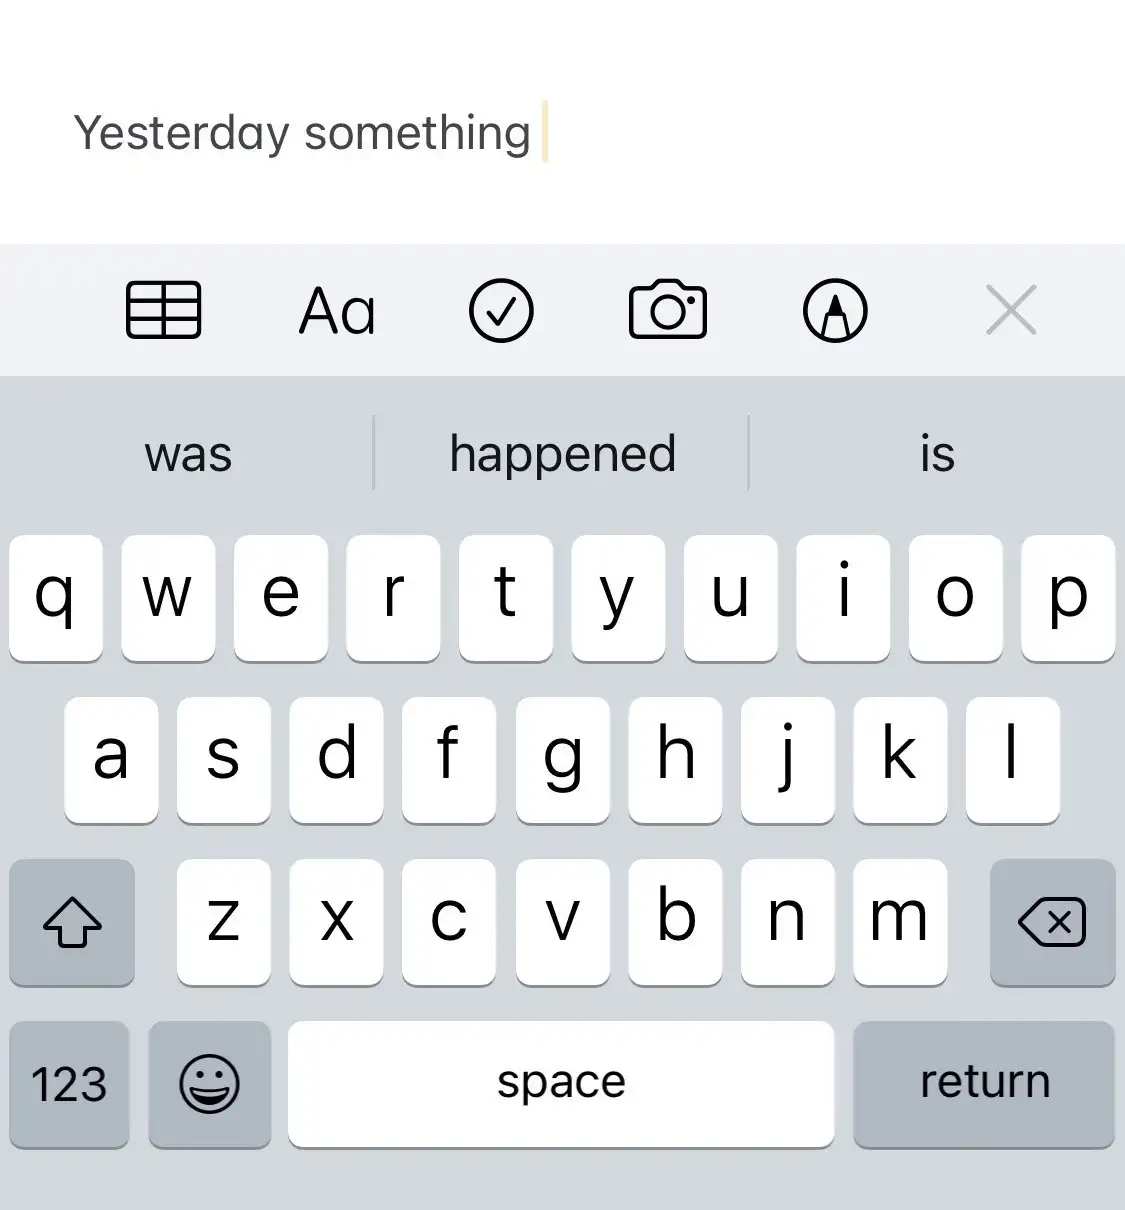 Yesterday something
Aa
was happened is
q w e r t y u i o p
a s d f g h j k l
z x c v b n m
123 space return